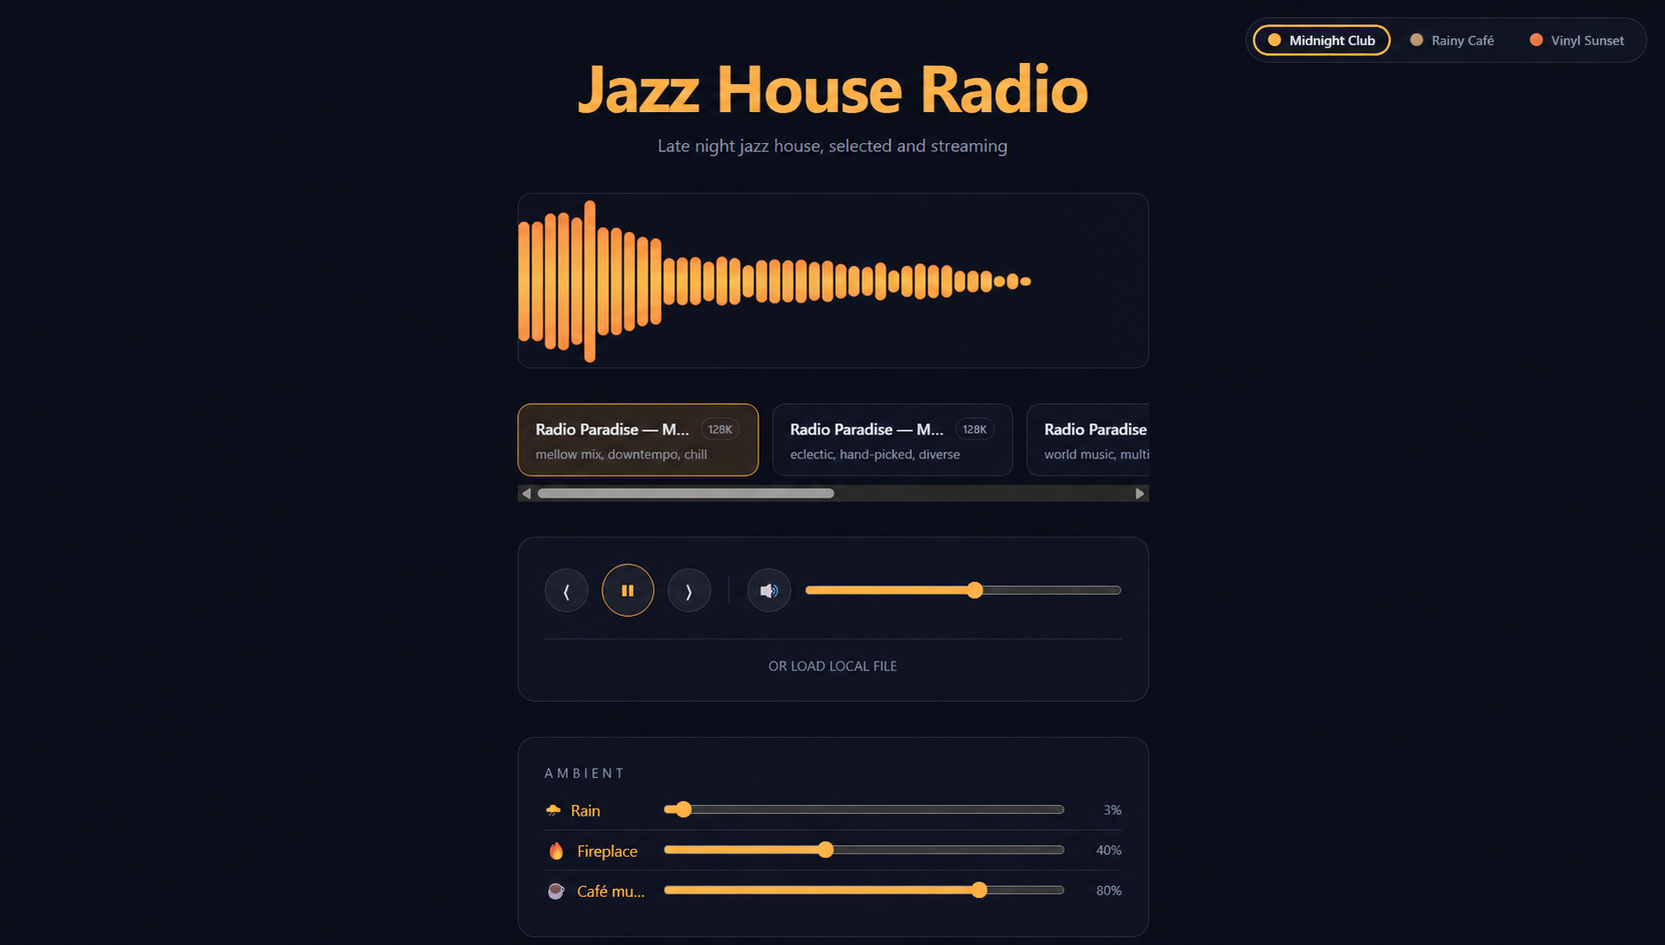 Midnight Club
Rainy Café
Vinyl Sunset
Jazz House Radio
Late night jazz house, selected and streaming
Radio Paradise — M... 128K
mellow mix, downtempo, chill
Radio Paradise — M... 128K
eclectic, hand-picked, diverse
Radio Paradise
world music, multi
OR LOAD LOCAL FILE
AMBIENT
Rain 3%
Fireplace 40%
Café mu... 80%